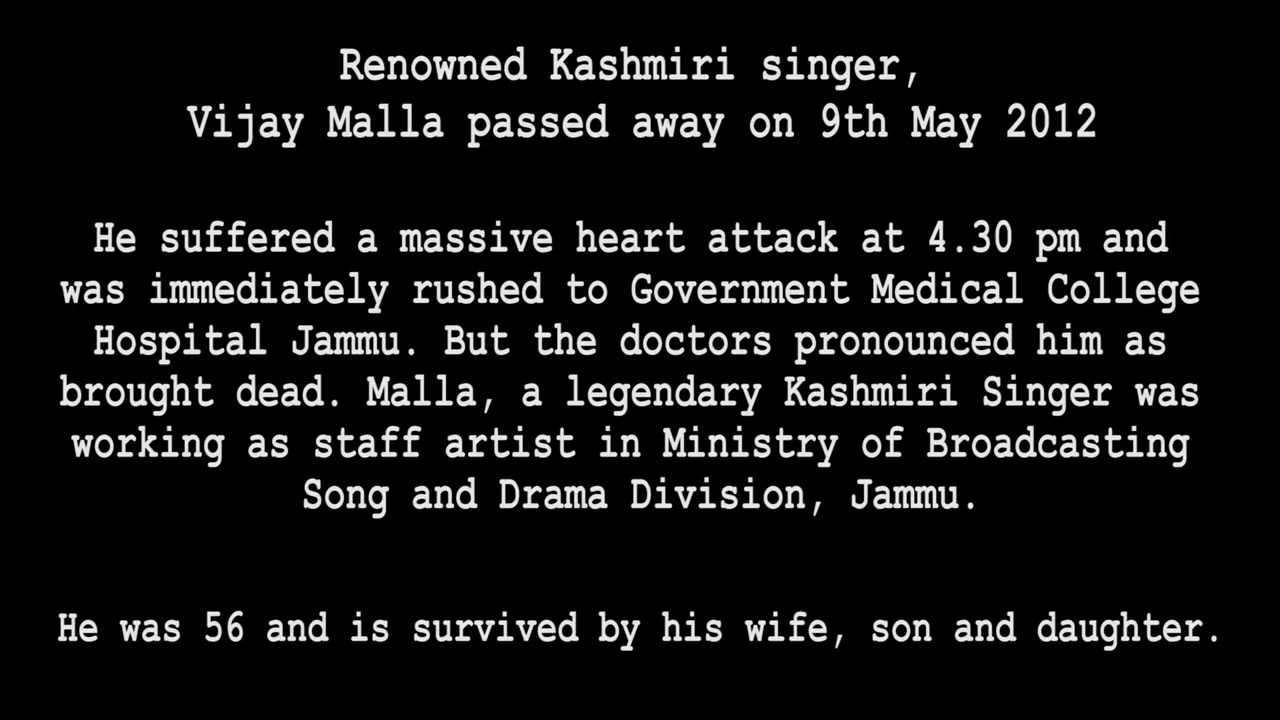 Renowned Kashmiri singer,
Vijay Malla passed away on 9th May 2012
He suffered a massive heart attack at 4.30 pm and
was immediately rushed to Government Medical College
Hospital Jammu. But the doctors pronounced him as
brought dead. Malla, a legendary Kashmiri Singer was
working as staff artist in Ministry of Broadcasting
Song and Drama Division, Jammu.
He was 56 and is survived by his wife, son and daughter.